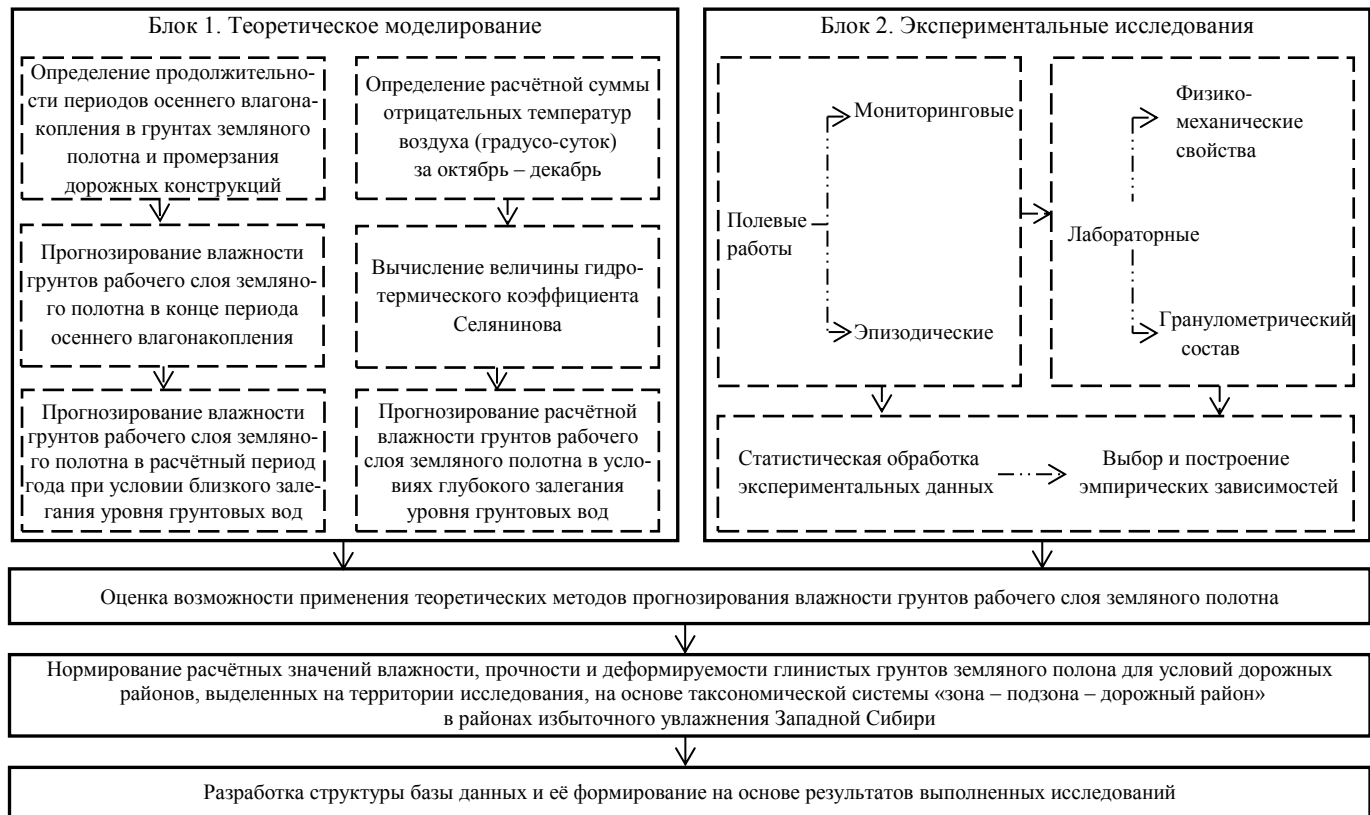 Блок 1. Теоретическое моделирование
Определение продолжительно-
сти периодов осеннего влагона-
копления в грунтах земляного
полотна и промерзания
дорожных конструкций
Определение расчётной суммы
отрицательных температур
воздуха (градусо-суток)
за октябрь – декабрь
Прогнозирование влажности
грунтов рабочего слоя земляно-
го полотна в конце периода
осеннего влагонакопления
Вычисление величины гидро-
термического коэффициента
Селянинова
Прогнозирование влажности
грунтов рабочего слоя земляно-
го полотна в расчётный период
года при условии близкого зале-
гания уровня грунтовых вод
Прогнозирование расчётной
влажности грунтов рабочего
слоя земляного полотна в усло-
виях глубокого залегания
уровня грунтовых вод
Блок 2. Экспериментальные исследования
Полевые
работы
Мониторинговые
Эпизодические
Лабораторные
Физико-
механические
свойства
Гранулометрический
состав
Статистическая обработка
экспериментальных данных
Выбор и построение
эмпирических зависимостей
Оценка возможности применения теоретических методов прогнозирования влажности грунтов рабочего слоя земляного полотна
Нормирование расчётных значений влажности, прочности и деформируемости глинистых грунтов земляного полона для условий дорожных
районов, выделенных на территории исследования, на основе таксономической системы «зона – подзона – дорожный район»
в районах избыточного увлажнения Западной Сибири
Разработка структуры базы данных и её формирование на основе результатов выполненных исследований